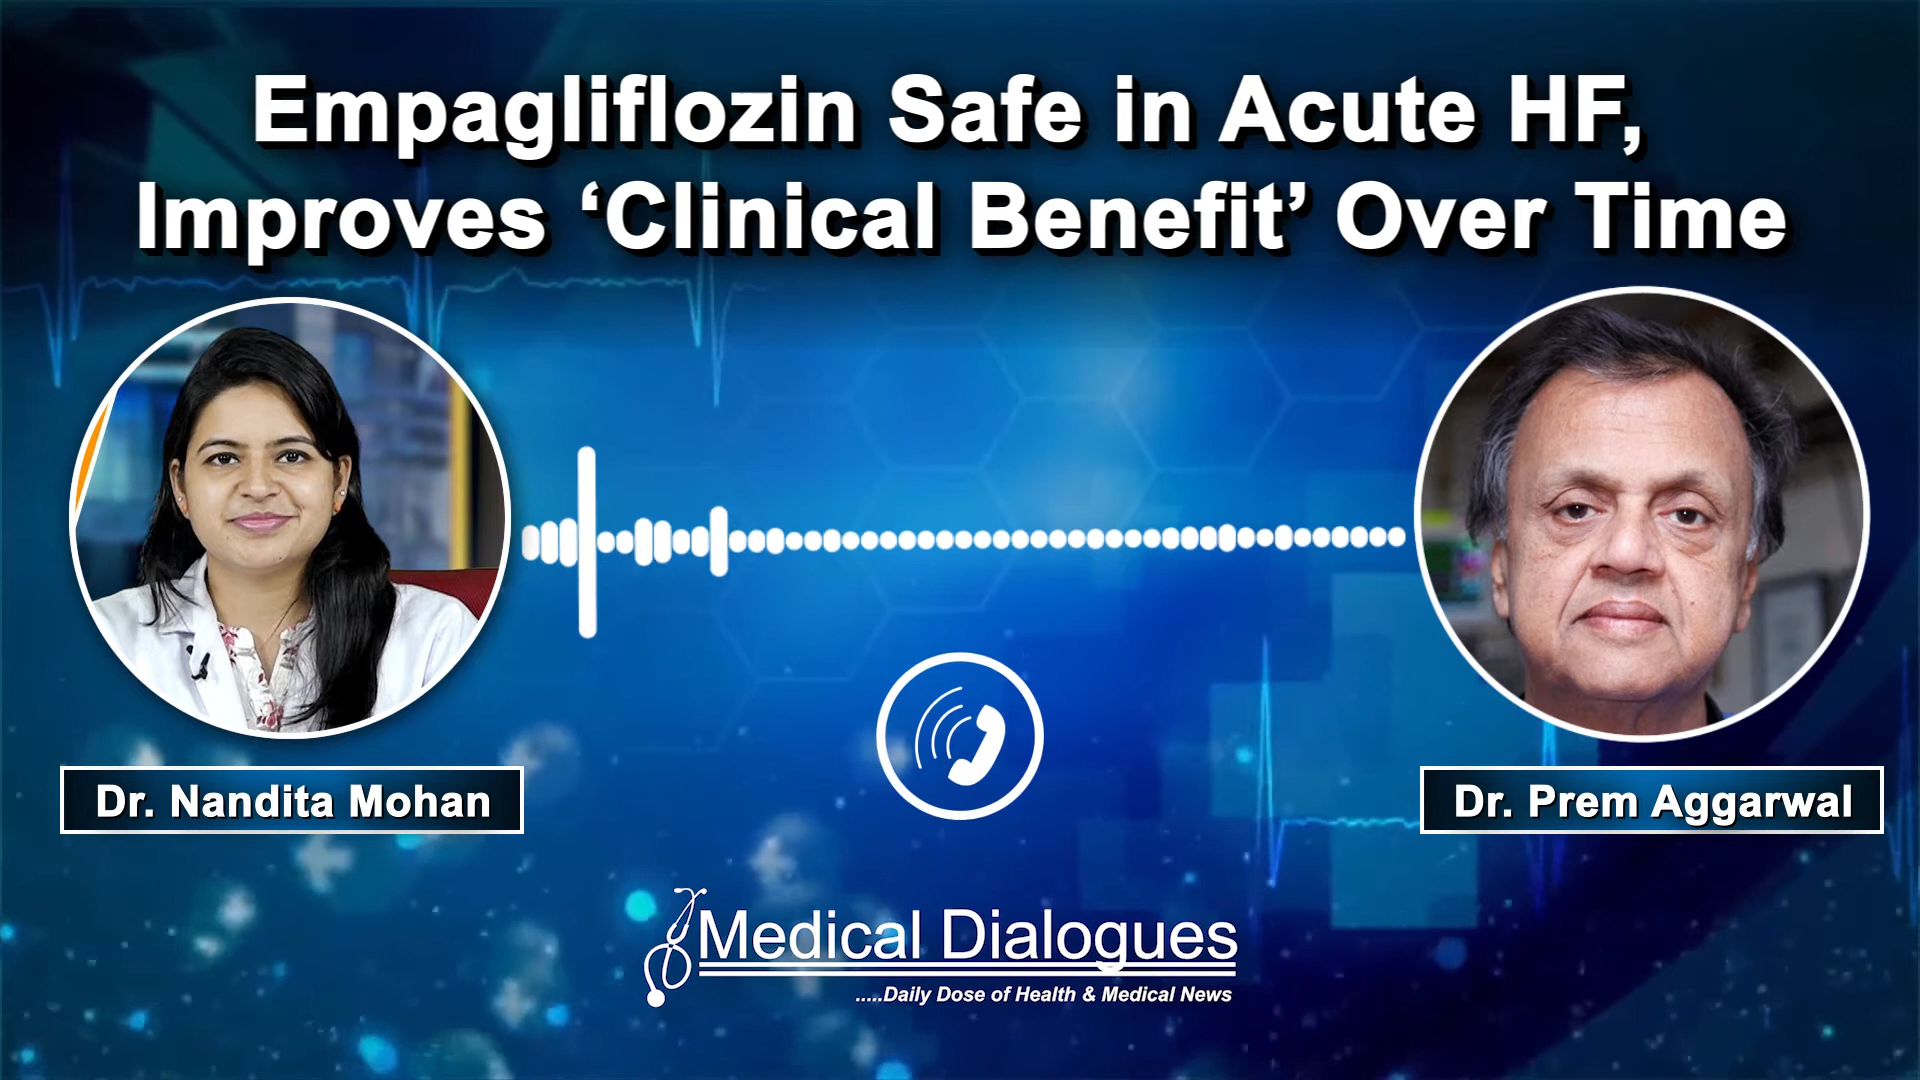 Empagliflozin Safe in Acute HF,
Improves ‘Clinical Benefit’ Over Time
Dr. Nandita Mohan
Dr. Prem Aggarwal
Medical Dialogues
.....Daily Dose of Health & Medical News